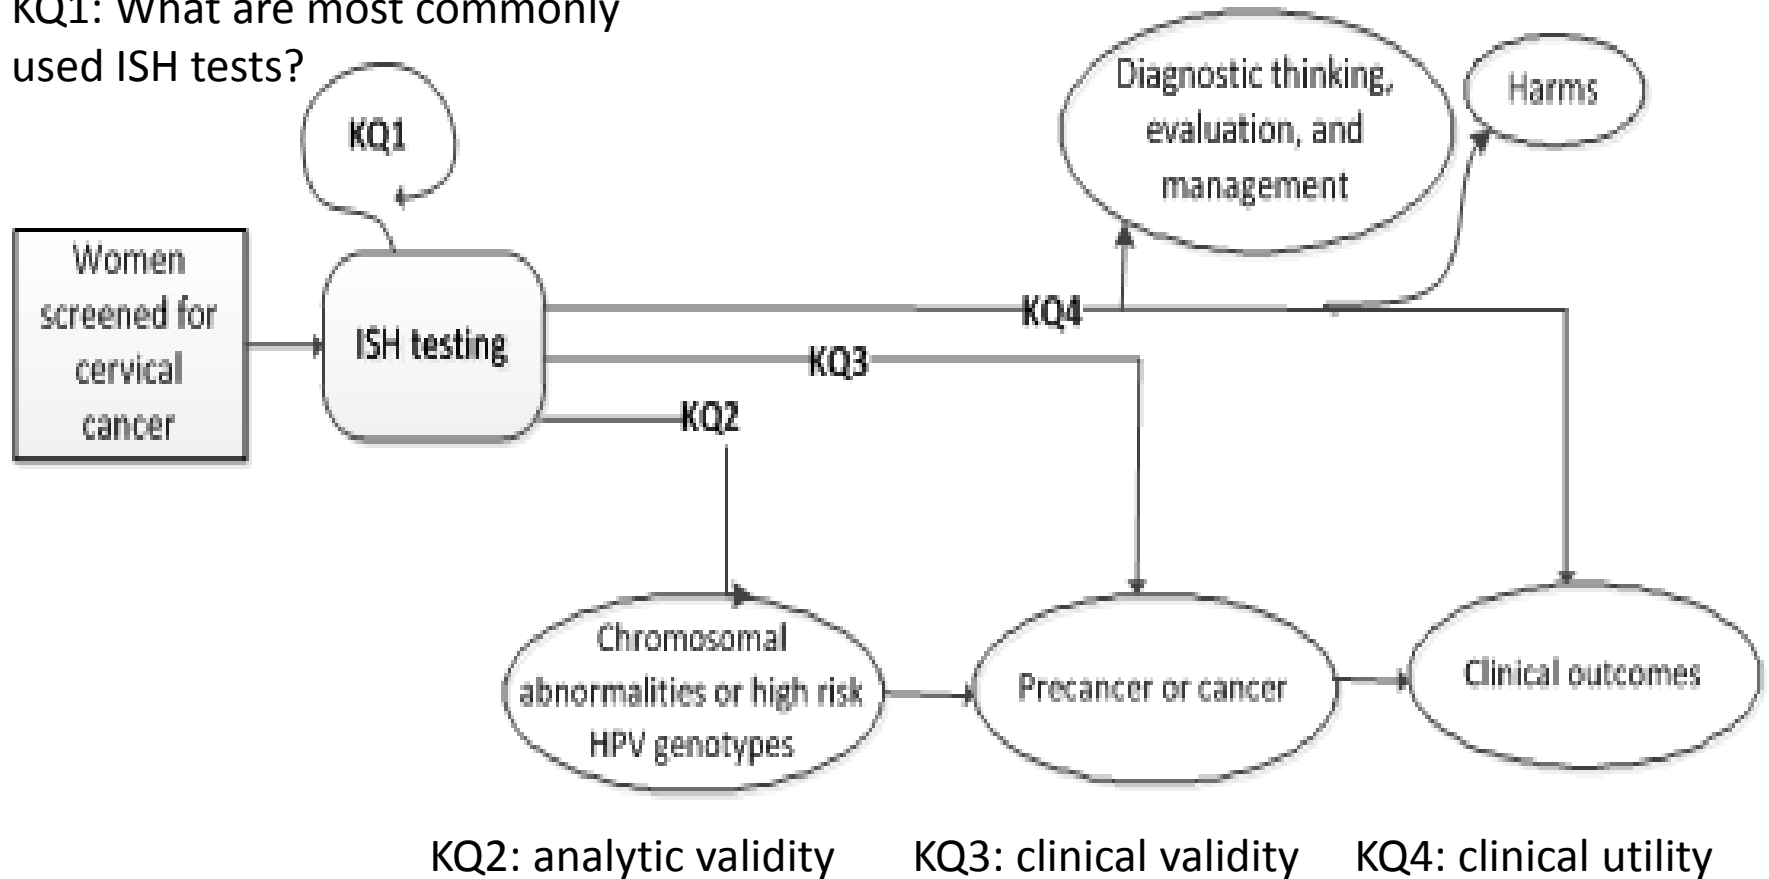 KQ1: What are most commonly
used ISH tests?
KQ1
Diagnostic thinking,
evaluation, and
management
Harms
Women
screened for
cervical
cancer
ISH testing
KQ4
KQ3
KQ2
Chromosomal
abnormalities or high risk
HPV genotypes
Precancer or cancer
Clinical outcomes
KQ2: analytic validity
KQ3: clinical validity
KQ4: clinical utility